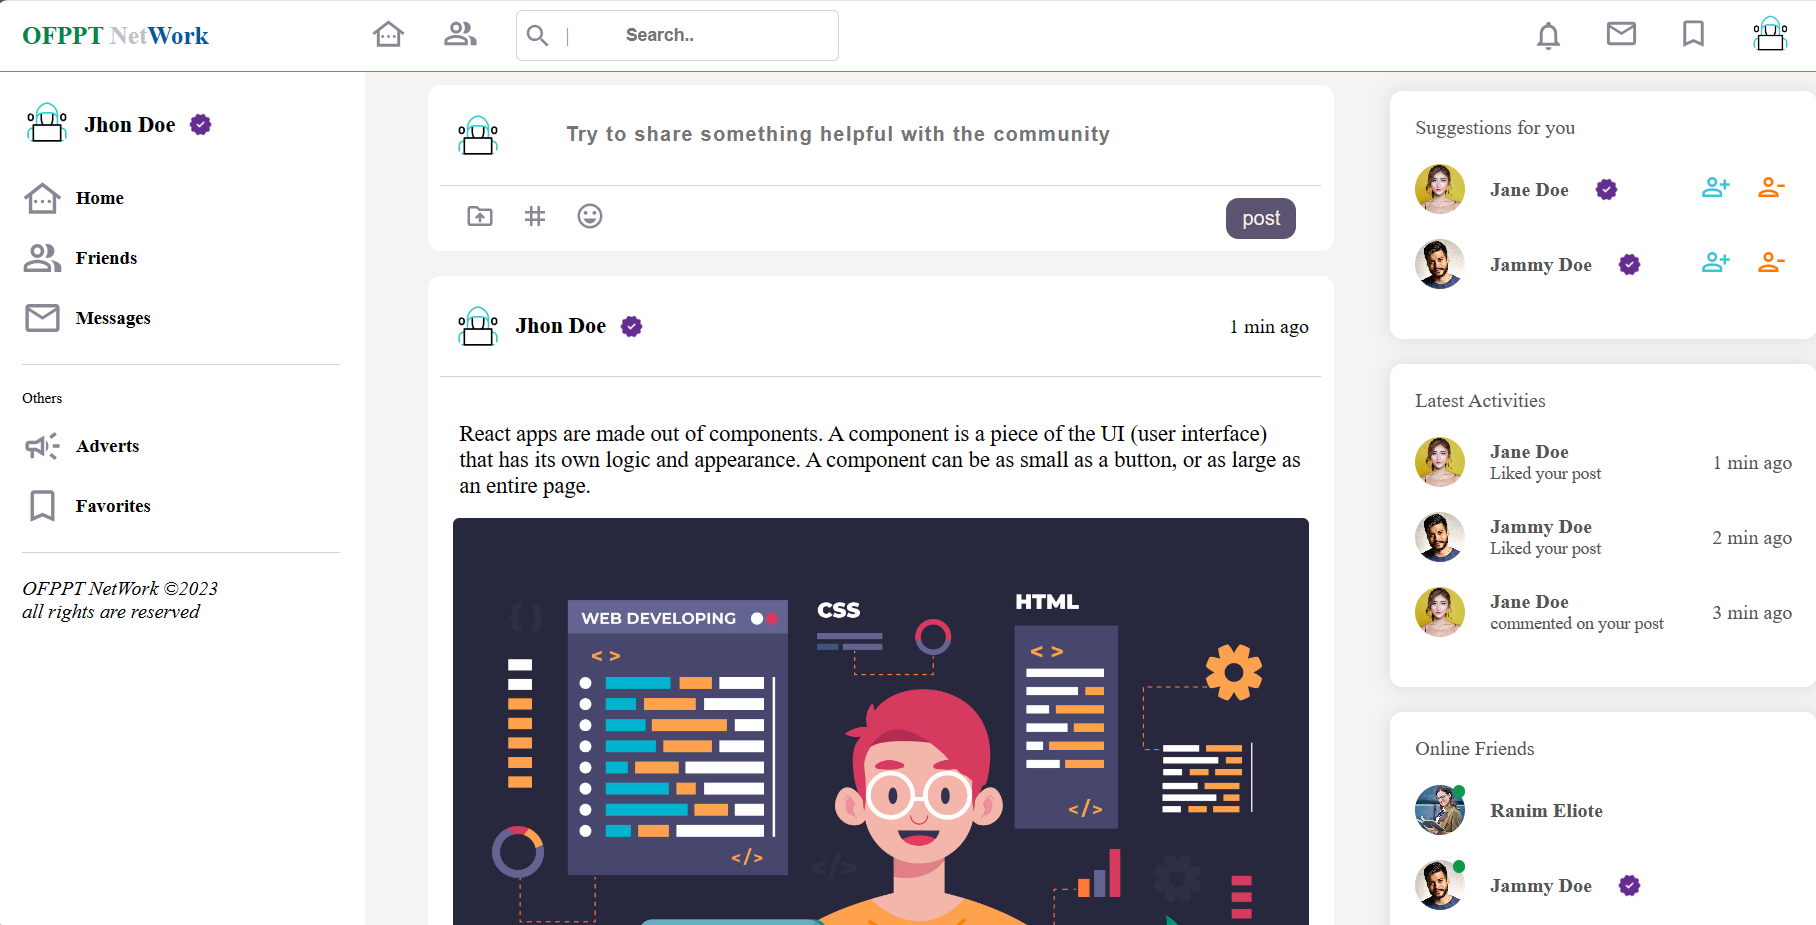 OFPPT NetWork
Search..
Jhon Doe
Home
Friends
Messages
Others
Adverts
Favorites
OFPPT NetWork ©2023
all rights are reserved
Try to share something helpful with the community
post
Jhon Doe
1 min ago
React apps are made out of components. A component is a piece of the UI (user interface)
that has its own logic and appearance. A component can be as small as a button, or as large as
an entire page.
{ }
WEB DEVELOPING
< >
</>
CSS
HTML
< >
</>
</>
Suggestions for you
Jane Doe
Jammy Doe
Latest Activities
Jane Doe
Liked your post
1 min ago
Jammy Doe
Liked your post
2 min ago
Jane Doe
commented on your post
3 min ago
Online Friends
Ranim Eliote
Jammy Doe